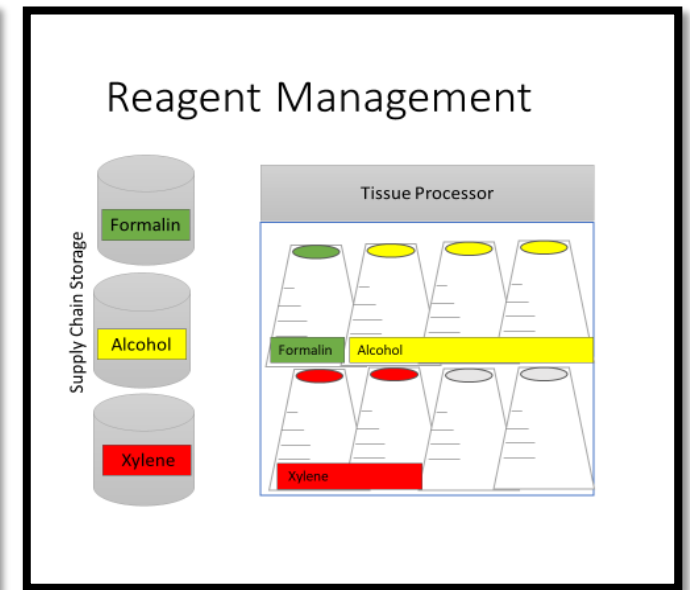 Reagent Management
Supply Chain Storage
Formalin
Alcohol
Xylene
Tissue Processor
Formalin
Alcohol
Xylene